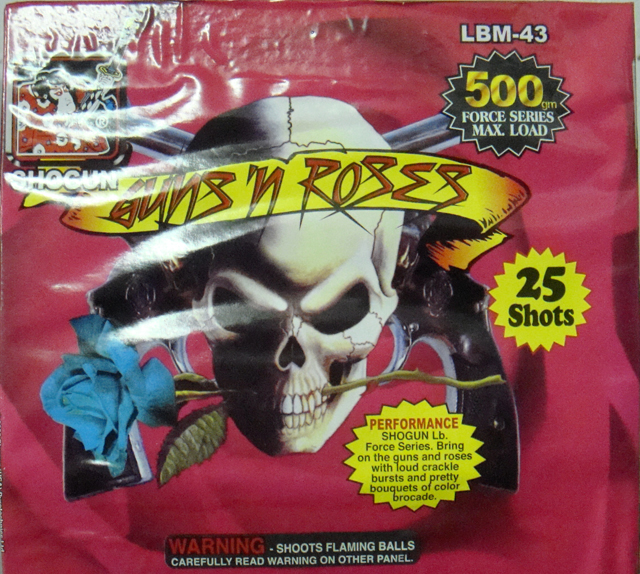 LBM-43
500gm
FORCE SERIES
MAX. LOAD
SHOGUN
GUNS 'N ROSES
25
Shots
PERFORMANCE
SHOGUN Lb.
Force Series. Bring
on the guns and roses
with loud crackle
bursts and pretty
bouquets of color
brocade.
WARNING - SHOOTS FLAMING BALLS
CAREFULLY READ WARNING ON OTHER PANEL.